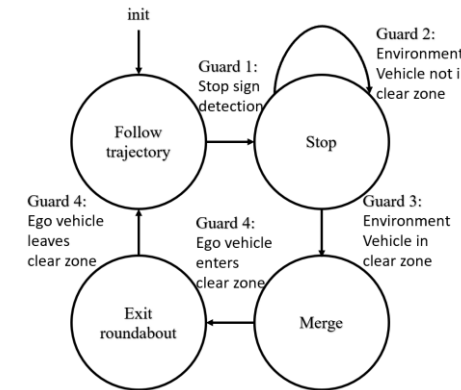 init
Guard 1:
Stop sign
detection
Guard 2:
Environment
Vehicle not i
clear zone
Follow
trajectory
Stop
Guard 4:
Ego vehicle
leaves
clear zone
Guard 4:
Ego vehicle
enters
clear zone
Guard 3:
Environment
Vehicle in
clear zone
Exit
roundabout
Merge